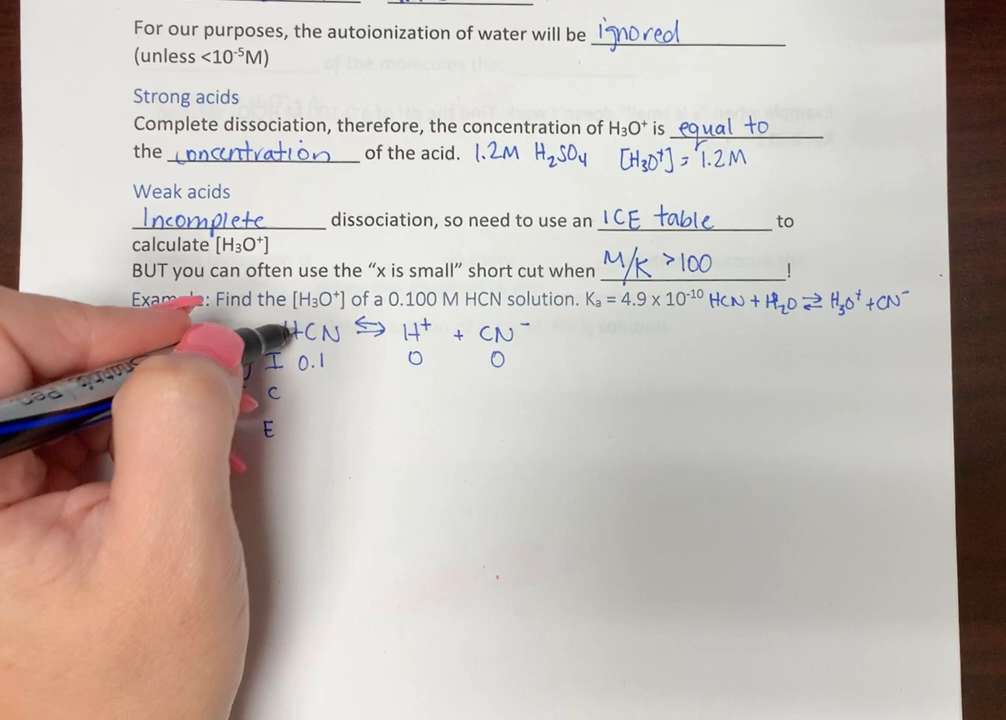 For our purposes, the autoionization of water will be ignored
(unless <10⁻⁵M)
Strong acids
Complete dissociation, therefore, the concentration of H₃O⁺ is equal to
the concentration of the acid. 1.2M H₂SO₄ [H₃O⁺] = 1.2M
Weak acids
Incomplete dissociation, so need to use an ICE table to
calculate [H₃O⁺]
BUT you can often use the “x is small” short cut when M/K >100!
Find the [H₃O⁺] of a 0.100 M HCN solution. Kₐ = 4.9 x 10⁻¹⁰ HCN + H₂O ⇌ H₃O⁺ + CN⁻
HCN ⇌ H⁺ + CN⁻
I 0.1 0 0
C
E